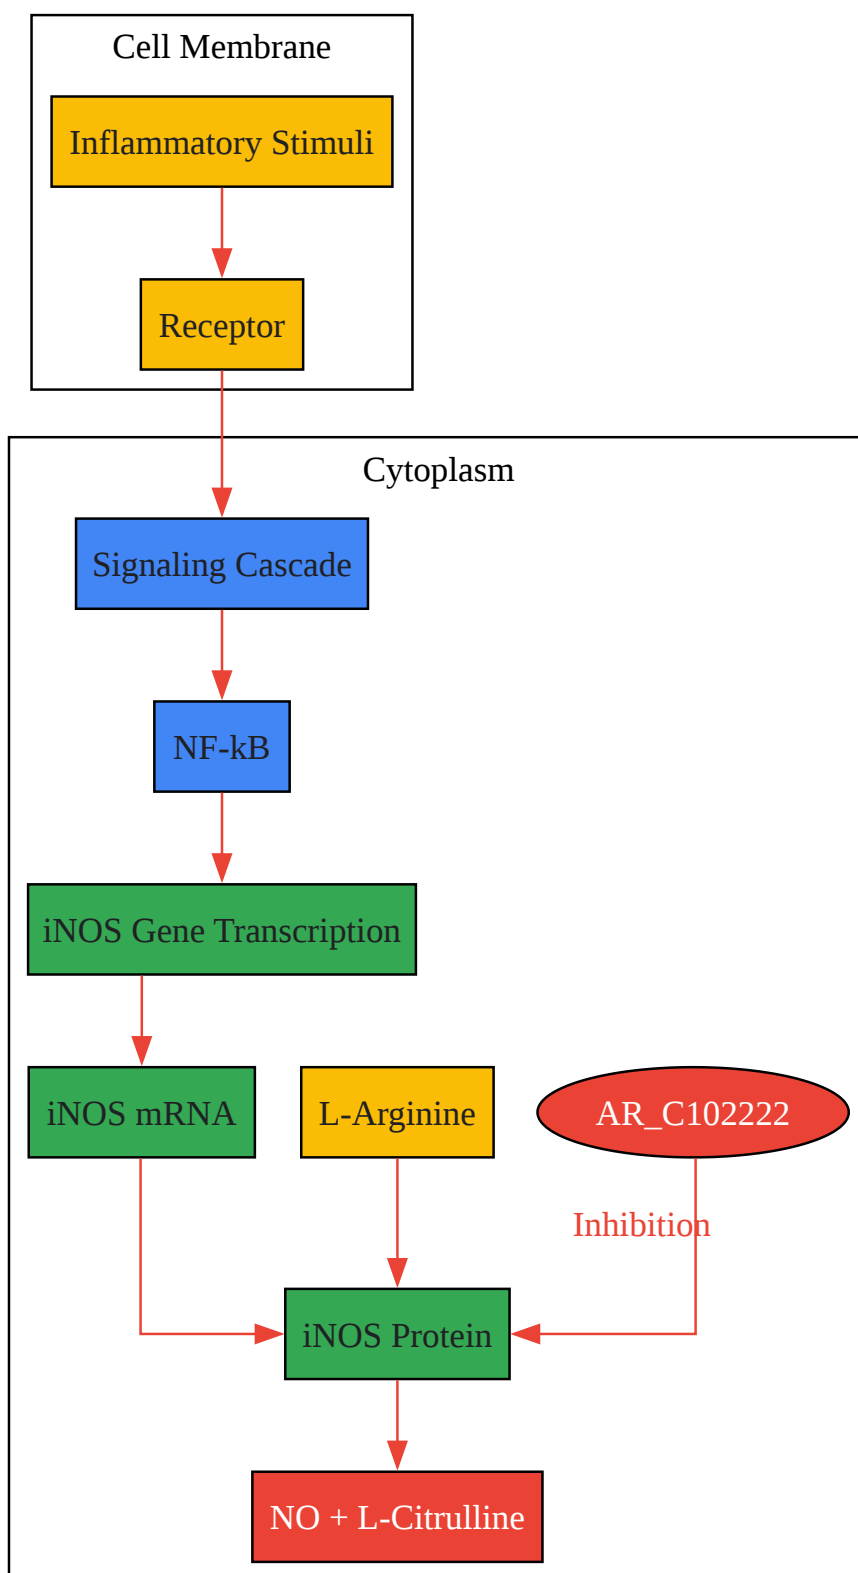 Cell Membrane
Inflammatory Stimuli
Receptor
Cytoplasm
Signaling Cascade
NF-kB
iNOS Gene Transcription
iNOS mRNA
L-Arginine
AR_C102222
Inhibition
iNOS Protein
NO + L-Citrulline